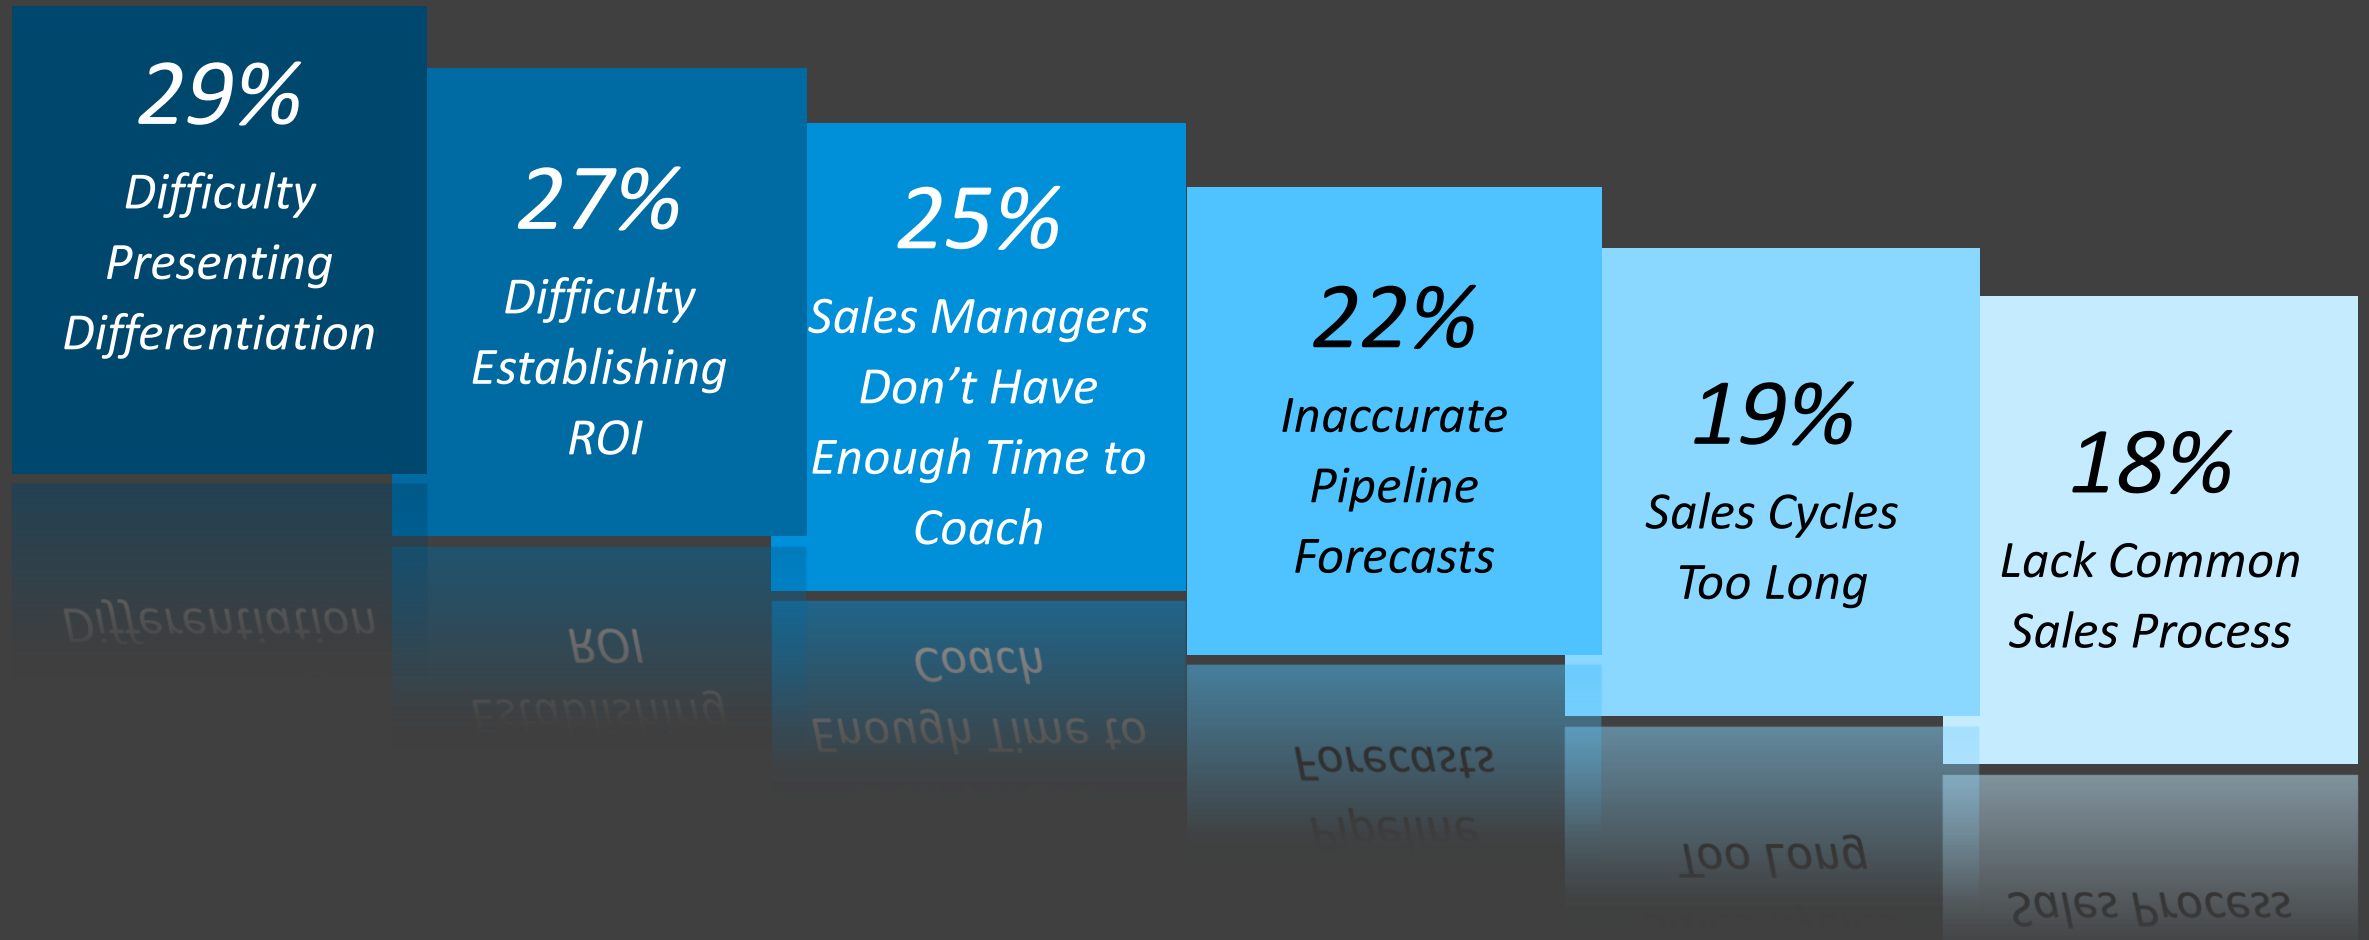 29%
Difficulty
Presenting
Differentiation
27%
Difficulty
Establishing
ROI
25%
Sales Managers
Don’t Have
Enough Time to
Coach
22%
Inaccurate
Pipeline
Forecasts
19%
Sales Cycles
Too Long
18%
Lack Common
Sales Process